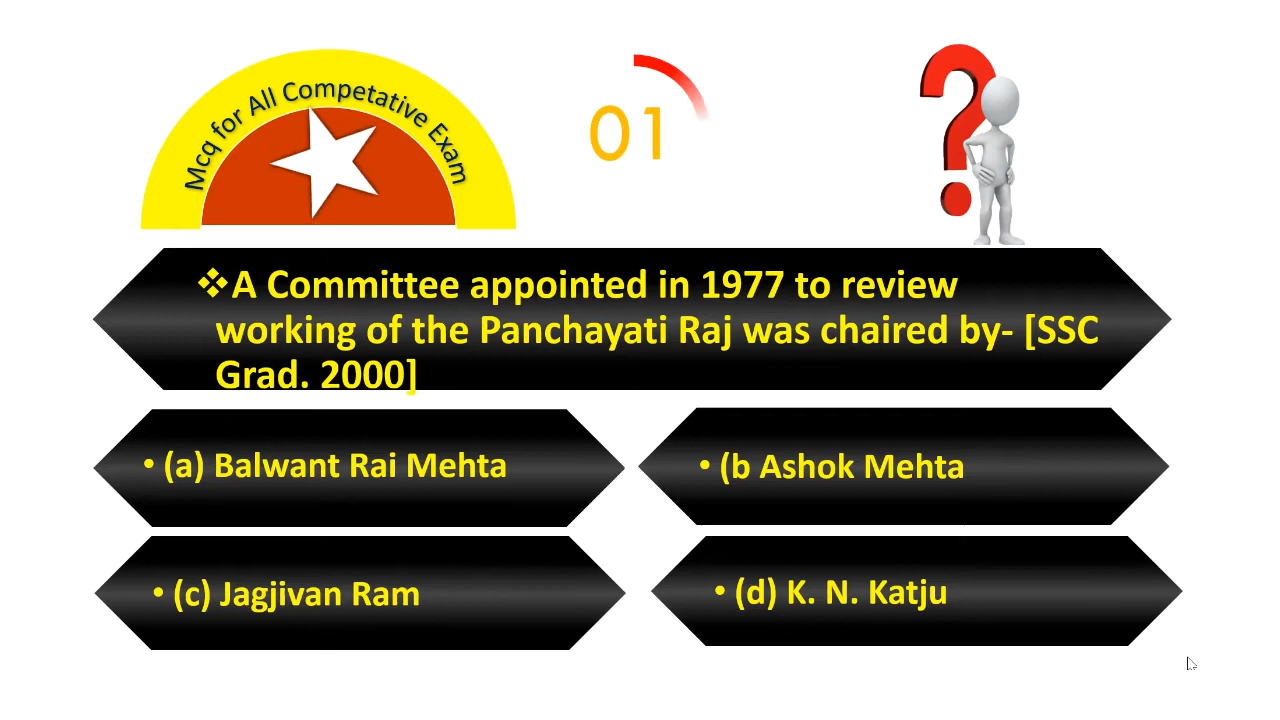 Mcq for All Competative Exam
01
❖A Committee appointed in 1977 to review
working of the Panchayati Raj was chaired by- [SSC
Grad. 2000]
• (a) Balwant Rai Mehta
• (b Ashok Mehta
• (c) Jagjivan Ram
• (d) K. N. Katju